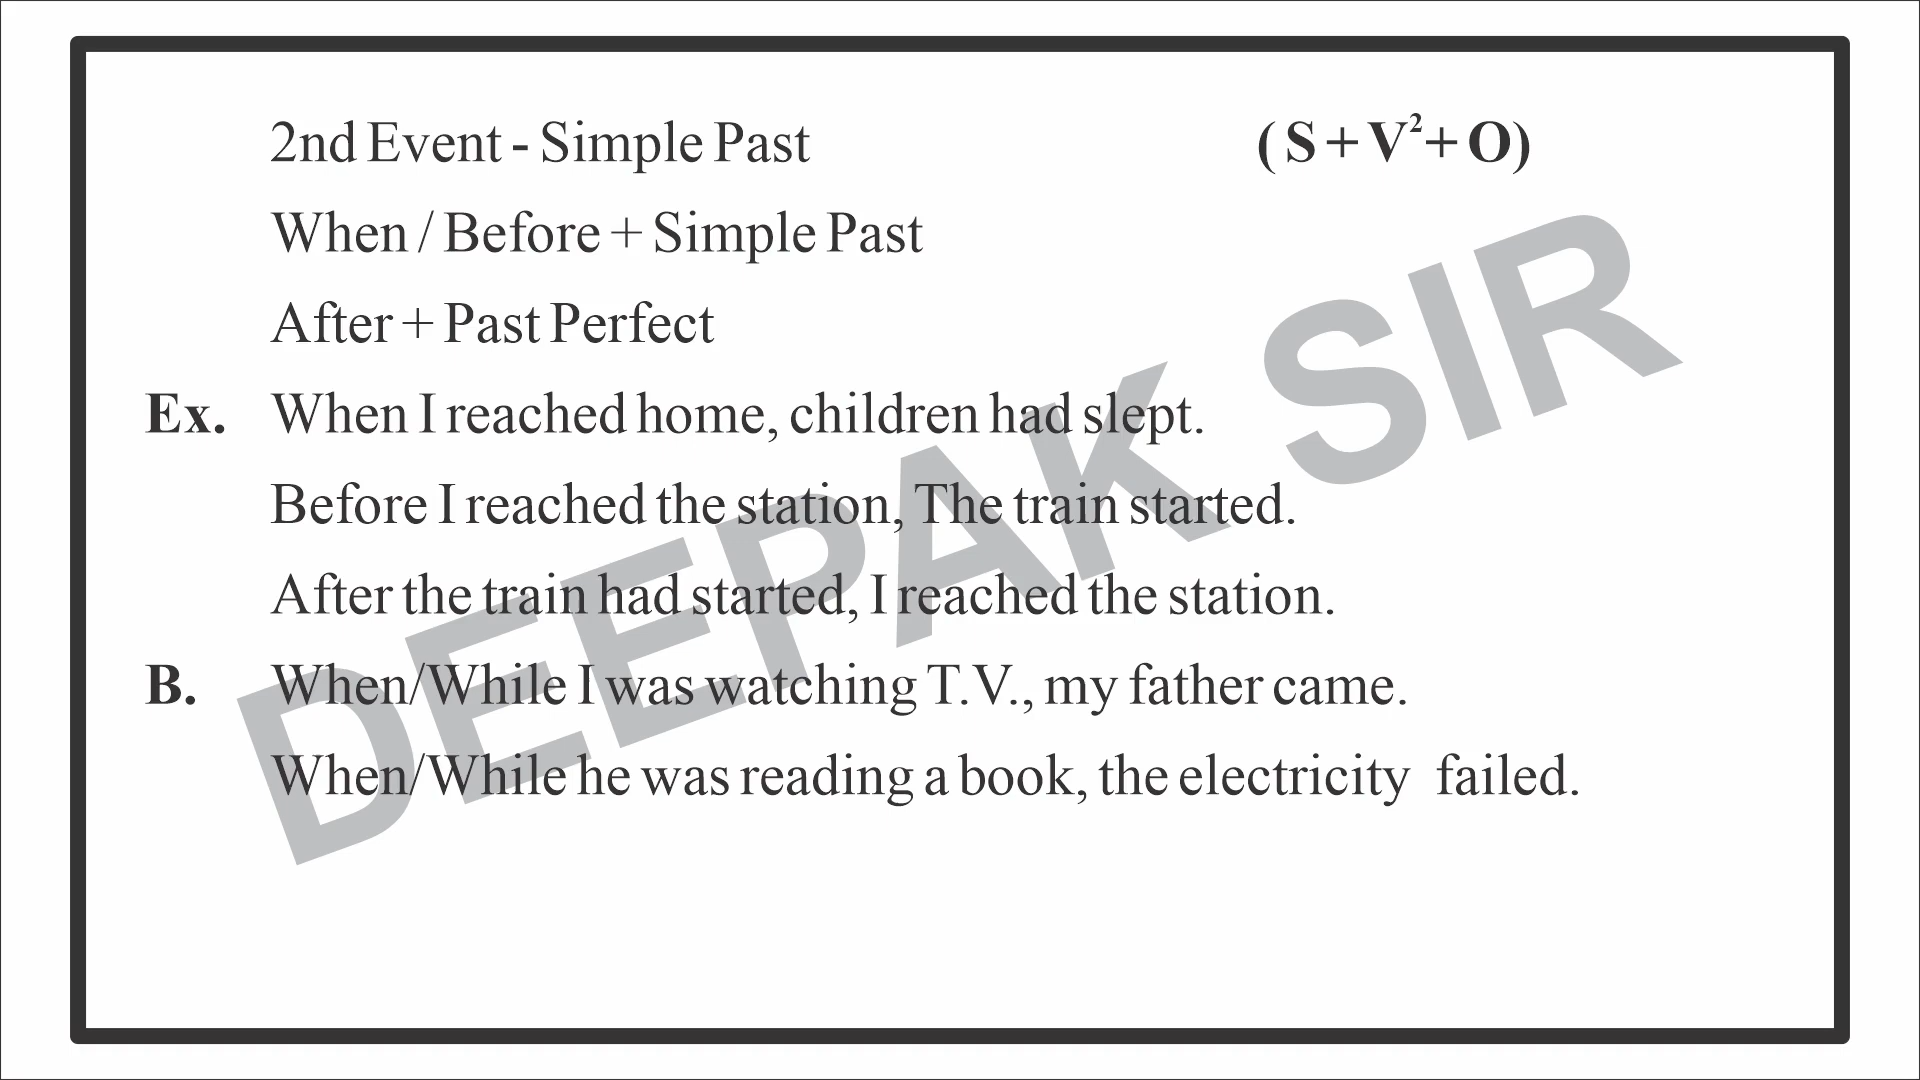 2nd Event - Simple Past (S + V²+ O)
When / Before + Simple Past
After + Past Perfect
Ex. When I reached home, children had slept.
Before I reached the station, The train started.
After the train had started, I reached the station.
B. When/While I was watching T.V., my father came.
When/While he was reading a book, the electricity failed.
DEEPAK SIR